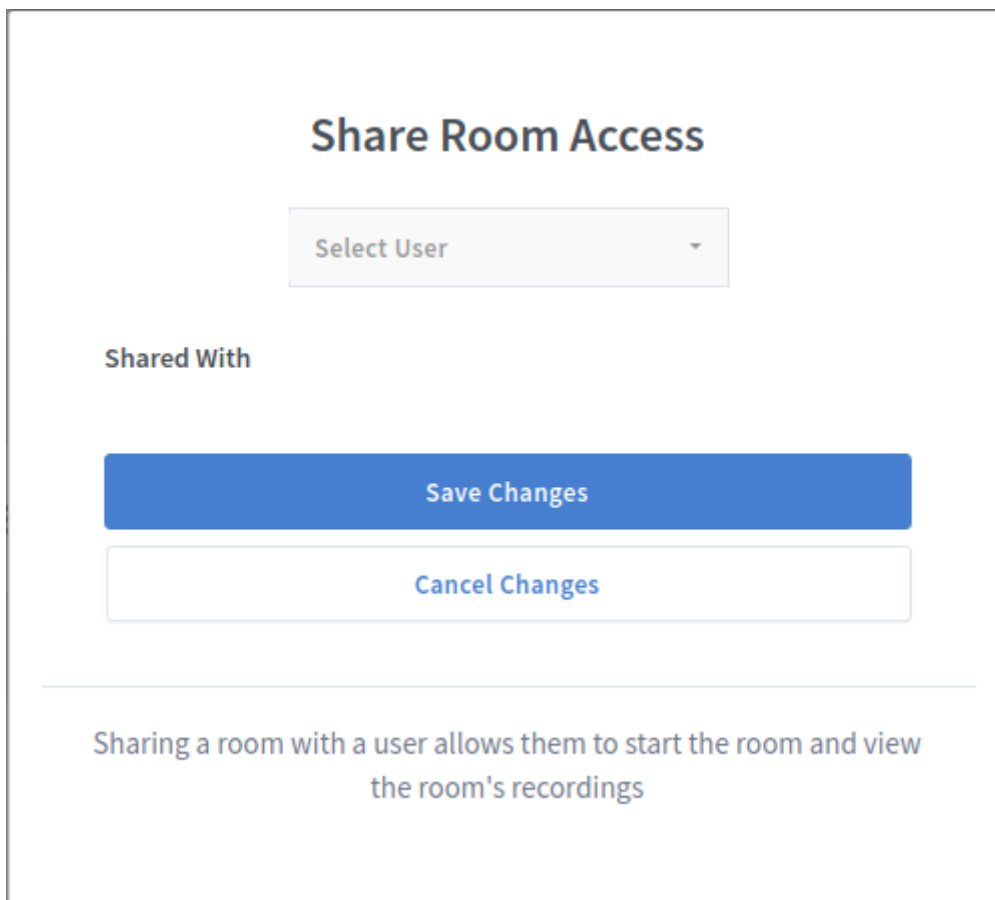 Share Room Access
Select User
Shared With
Save Changes
Cancel Changes
Sharing a room with a user allows them to start the room and view
the room's recordings